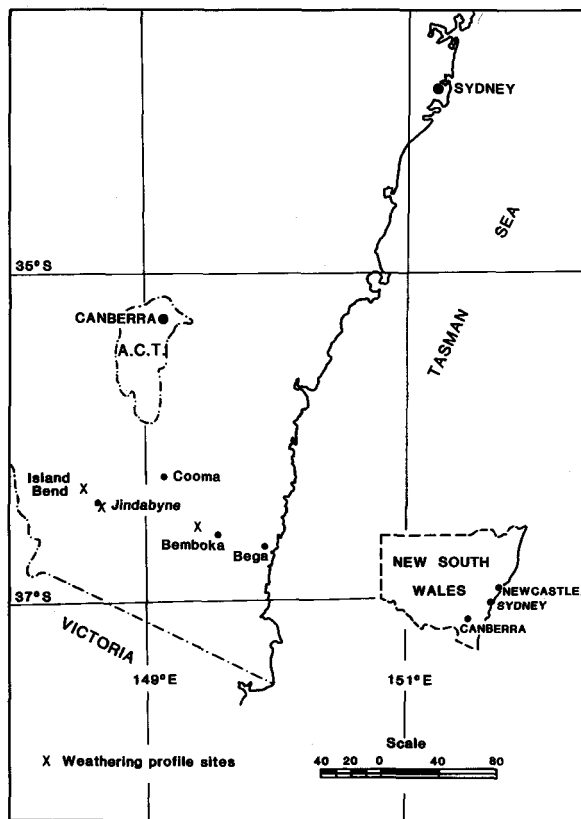 SYDNEY
SEA
35°S
TASMAN
CANBERRA
A.C.T.
Cooma
Island
Bend
X
X
Jindabyne
X
Bemboka
Bega
NEW SOUTH
WALES
NEWCASTLE
SYDNEY
CANBERRA
37°S
VICTORIA
149°E
151°E
Scale
X Weathering profile sites
40 20 0 40 80